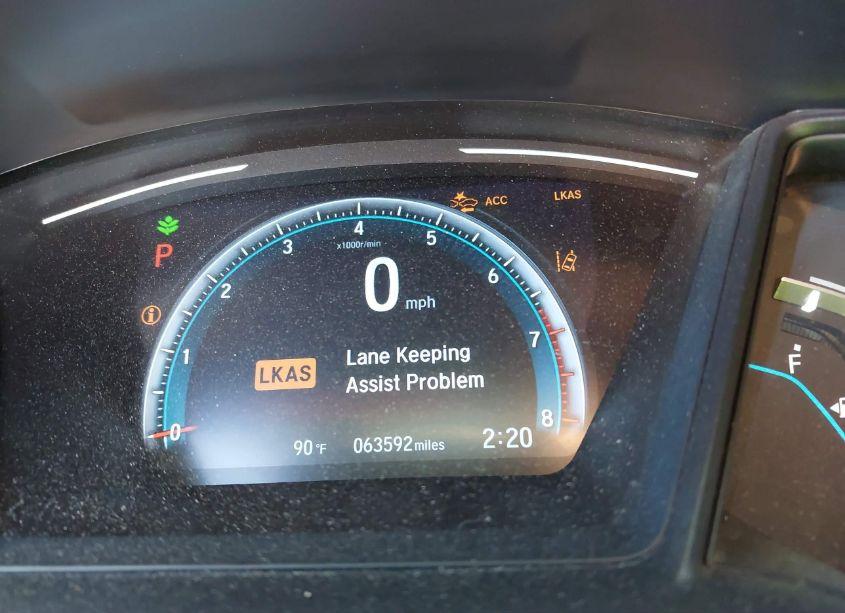 ACC
LKAS
P
i
0
1
2
3
4
5
6
7
8
x1000r/min
0 mph
LKAS
Lane Keeping
Assist Problem
90 °F
063592 miles
2:20
F